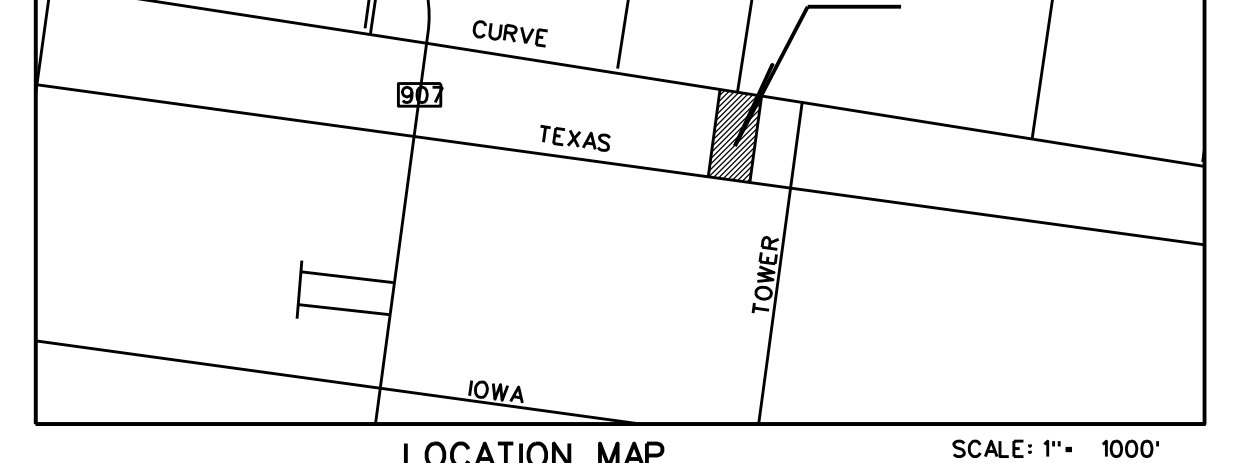 CURVE
907
TEXAS
TOWER
IOWA
LOCATION MAP
SCALE: 1"= 1000'